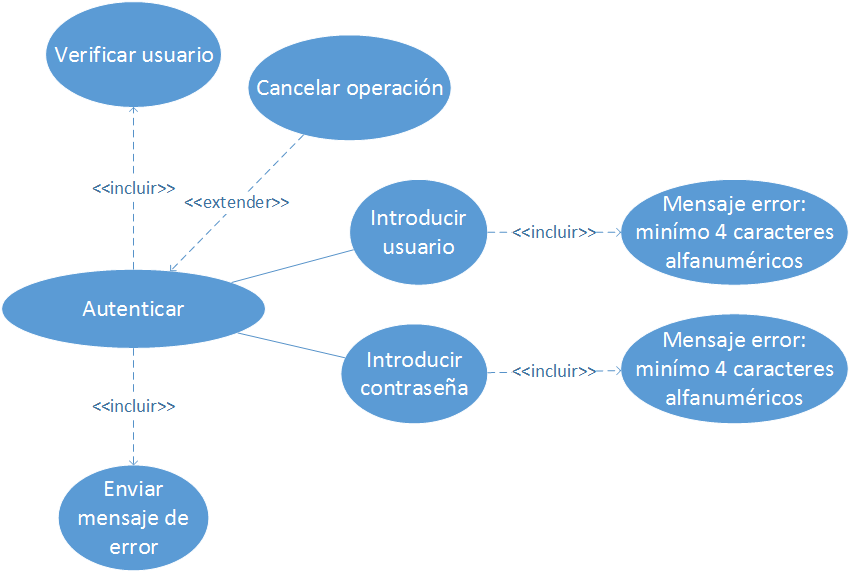 Verificar usuario
Cancelar operación
<<incluir>>
<<extender>>
Introducir
usuario
<<incluir>>
Mensaje error:
minímo 4 caracteres
alfanuméricos
Autenticar
Introducir
contraseña
<<incluir>>
Mensaje error:
minímo 4 caracteres
alfanuméricos
<<incluir>>
Enviar
mensaje de
error